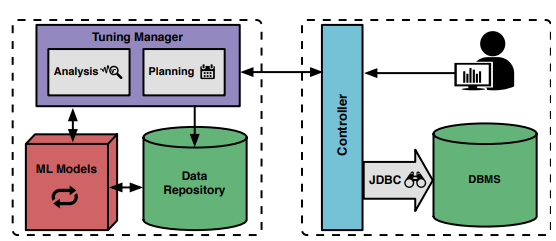 Tuning Manager
Analysis
Planning
ML Models
Data
Repository
Controller
JDBC
DBMS